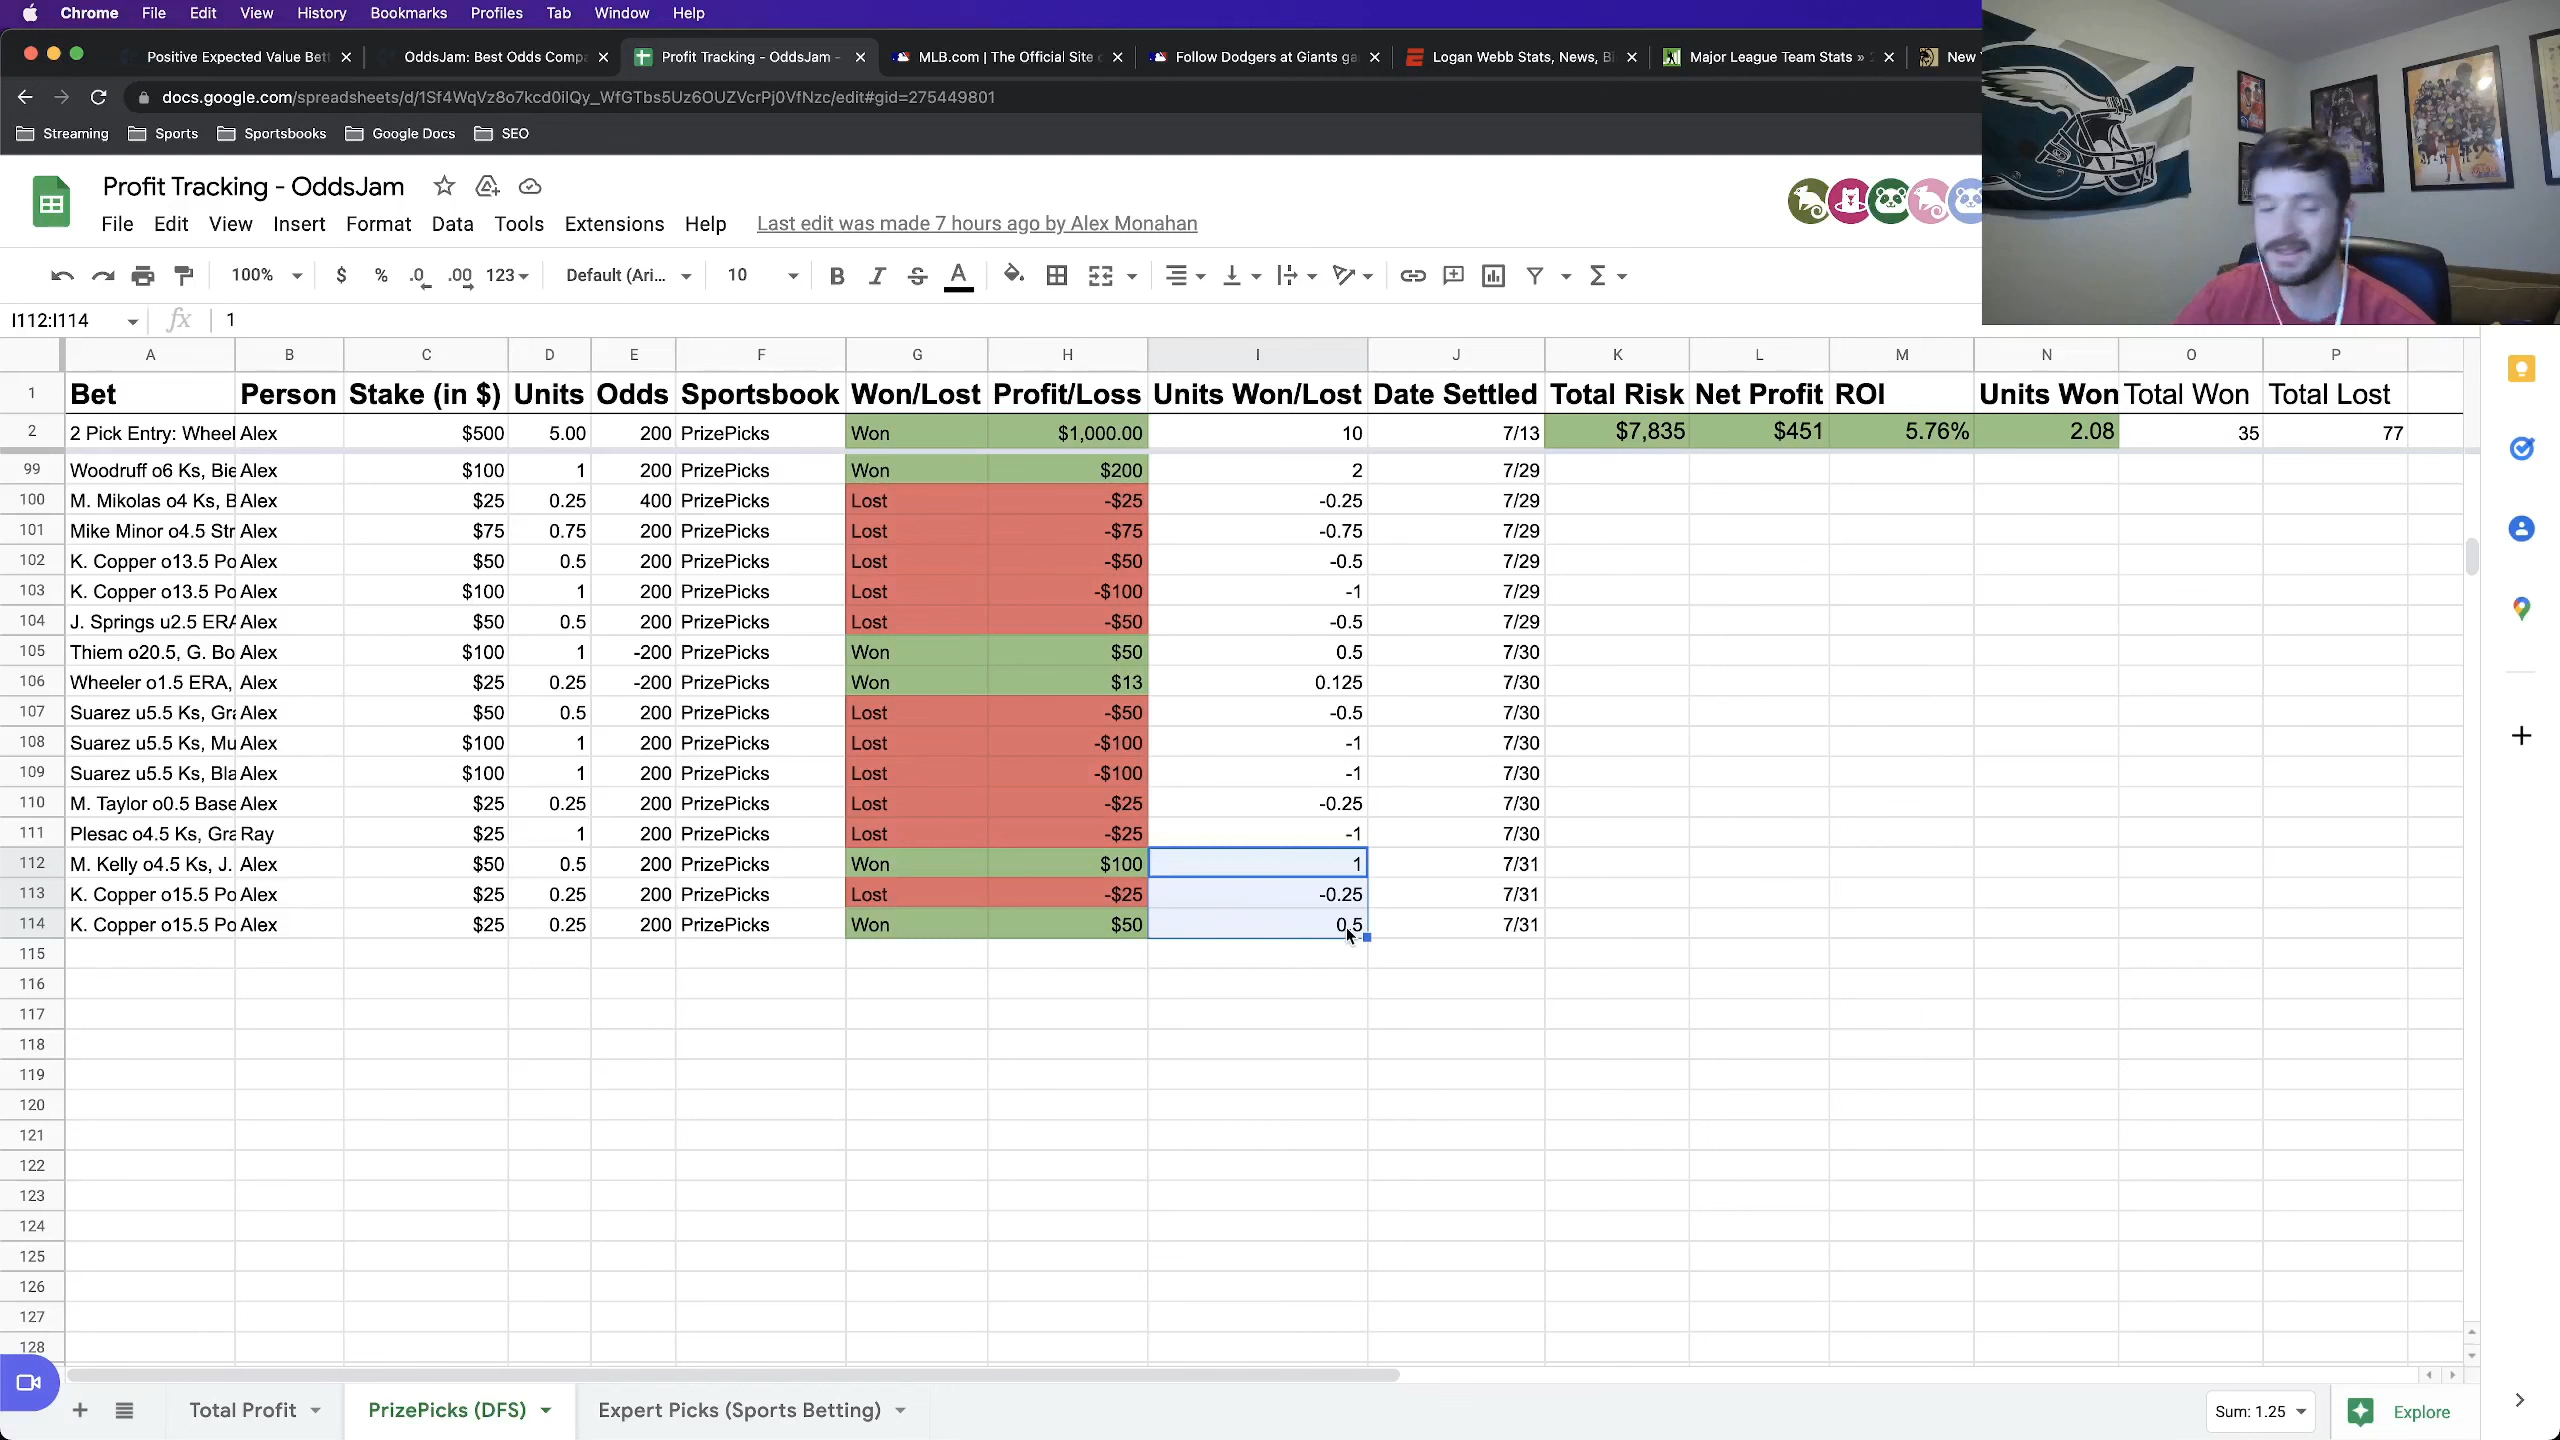 Chrome File Edit View History Bookmarks Profiles Tab Window Help
Positive Expected Value Bett OddsJam: Best Odds Compa Profit Tracking - OddsJam - MLB.com | The Official Site Follow Dodgers at Giants ga Logan Webb Stats, News, B Major League Team Stats » New
docs.google.com/spreadsheets/d/1Sf4WqVz8o7kcd0ilQy_WfGTbs5Uz6OUZVcrPj0VfNzc/edit#gid=275449801
Streaming Sports Sportsbooks Google Docs SEO
Profit Tracking - OddsJam
File Edit View Insert Format Data Tools Extensions Help Last edit was made 7 hours ago by Alex Monahan
100% $ % .0 .00 123 Default (Ari... 10 B I S A
I112:I114 fx 1
A B C D E F G H I J K L M N O P
1 Bet Person Stake (in $) Units Odds Sportsbook Won/Lost Profit/Loss Units Won/Lost Date Settled Total Risk Net Profit ROI Units Won Total Won Total Lost
2 2 Pick Entry: Wheel Alex $500 5.00 200 PrizePicks Won $1,000.00 10 7/13 $7,835 $451 5.76% 2.08 35 77
99 Woodruff o6 Ks, Bie Alex $100 1 200 PrizePicks Won $200 2 7/29
100 M. Mikolas o4 Ks, B Alex $25 0.25 400 PrizePicks Lost -$25 -0.25 7/29
101 Mike Minor o4.5 Str Alex $75 0.75 200 PrizePicks Lost -$75 -0.75 7/29
102 K. Copper o13.5 Po Alex $50 0.5 200 PrizePicks Lost -$50 -0.5 7/29
103 K. Copper o13.5 Po Alex $100 1 200 PrizePicks Lost -$100 -1 7/29
104 J. Springs u2.5 ERA Alex $50 0.5 200 PrizePicks Lost -$50 -0.5 7/29
105 Thiem o20.5, G. Bo Alex $100 1 -200 PrizePicks Won $50 0.5 7/30
106 Wheeler o1.5 ERA, Alex $25 0.25 -200 PrizePicks Won $13 0.125 7/30
107 Suarez u5.5 Ks, Gra Alex $50 0.5 200 PrizePicks Lost -$50 -0.5 7/30
108 Suarez u5.5 Ks, Mu Alex $100 1 200 PrizePicks Lost -$100 -1 7/30
109 Suarez u5.5 Ks, Bla Alex $100 1 200 PrizePicks Lost -$100 -1 7/30
110 M. Taylor o0.5 Base Alex $25 0.25 200 PrizePicks Lost -$25 -0.25 7/30
111 Plesac o4.5 Ks, Gra Ray $25 1 200 PrizePicks Lost -$25 -1 7/30
112 M. Kelly o4.5 Ks, J. Alex $50 0.5 200 PrizePicks Won $100 1 7/31
113 K. Copper o15.5 Po Alex $25 0.25 200 PrizePicks Lost -$25 -0.25 7/31
114 K. Copper o15.5 Po Alex $25 0.25 200 PrizePicks Won $50 0.5 7/31
115
116
117
118
119
120
121
122
123
124
125
126
127
128
Total Profit PrizePicks (DFS) Expert Picks (Sports Betting) Sum: 1.25 Explore